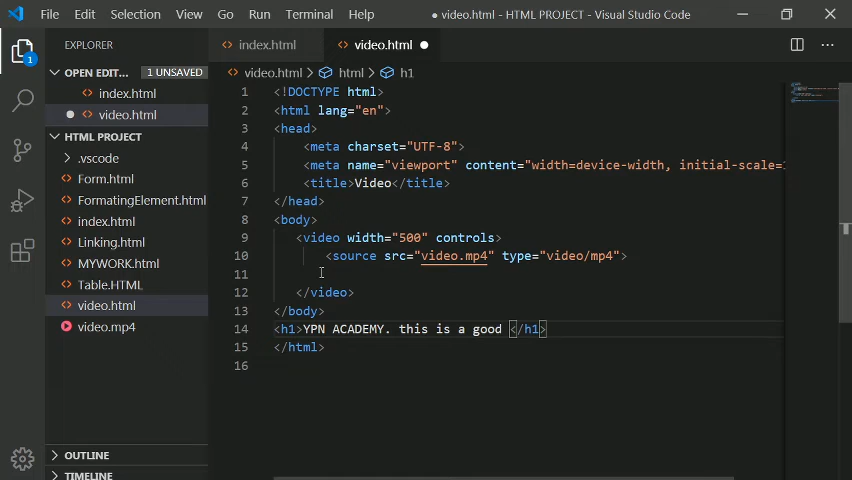 File Edit Selection View Go Run Terminal Help ● video.html - HTML PROJECT - Visual Studio Code
EXPLORER
index.html
video.html ●
OPEN EDIT... 1 UNSAVED
video.html > html > h1
index.html
● video.html
HTML PROJECT
.vscode
Form.html
FormatingElement.html
index.html
Linking.html
MYWORK.html
Table.HTML
video.html
video.mp4
OUTLINE
TIMELINE
1
1 <!DOCTYPE html>
2 <html lang="en">
3 <head>
4 <meta charset="UTF-8">
5 <meta name="viewport" content="width=device-width, initial-scale=1
6 <title>Video</title>
7 </head>
8 <body>
9 <video width="500" controls>
10 <source src="video.mp4" type="video/mp4">
11
12 </video>
13 </body>
14 <h1>YPN ACADEMY. this is a good </h1>
15 </html>
16